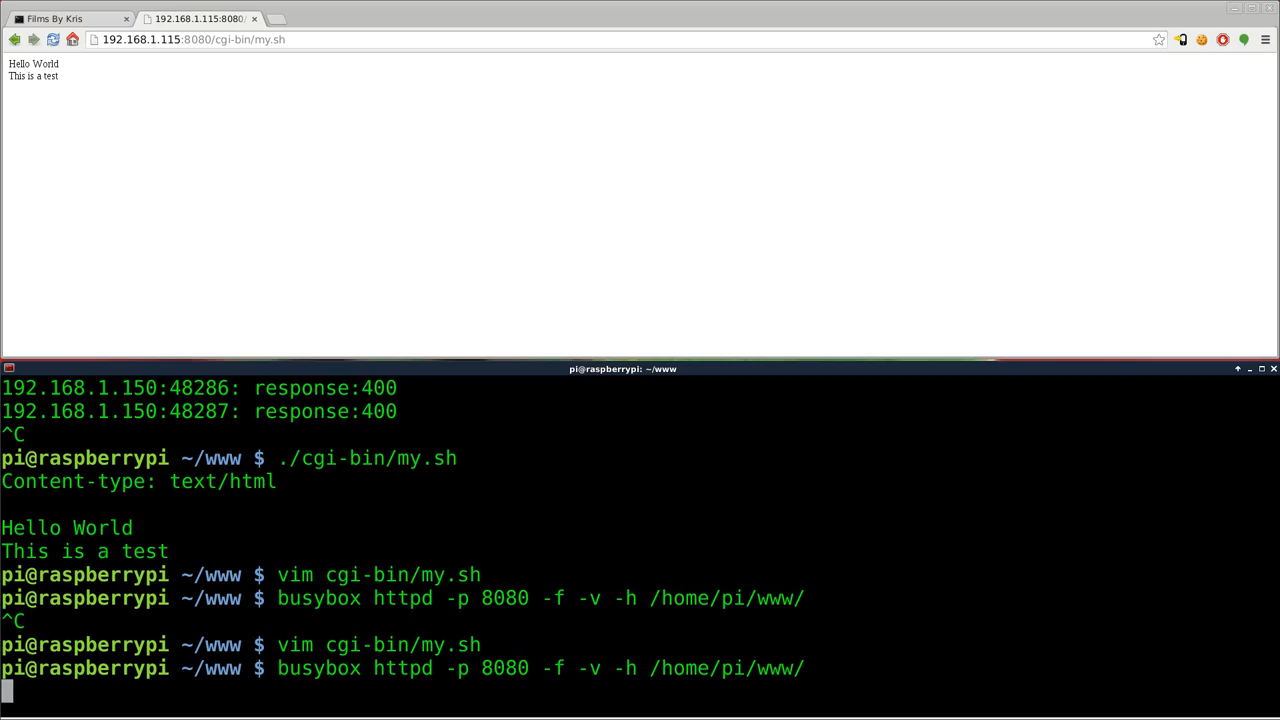 Films By Kris
192.168.1.115:8080/
192.168.1.115:8080/cgi-bin/my.sh
Hello World
This is a test
pi@raspberrypi: ~/www
192.168.1.150:48286: response:400
192.168.1.150:48287: response:400
^C
pi@raspberrypi ~/www $ ./cgi-bin/my.sh
Content-type: text/html
Hello World
This is a test
pi@raspberrypi ~/www $ vim cgi-bin/my.sh
pi@raspberrypi ~/www $ busybox httpd -p 8080 -f -v -h /home/pi/www/
^C
pi@raspberrypi ~/www $ vim cgi-bin/my.sh
pi@raspberrypi ~/www $ busybox httpd -p 8080 -f -v -h /home/pi/www/